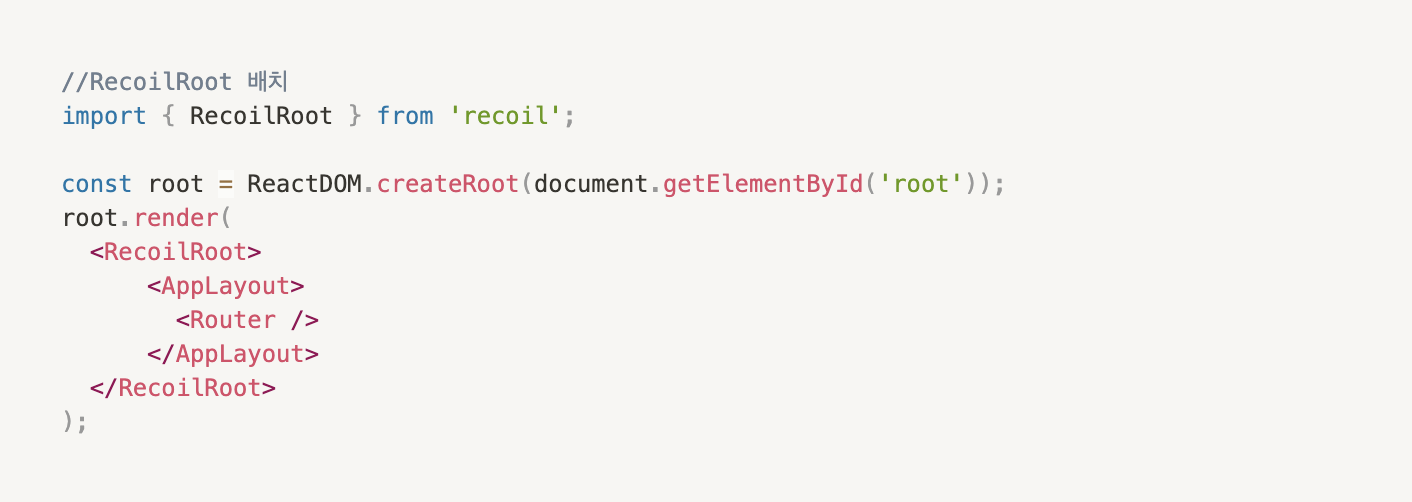 //RecoilRoot 배치
import { RecoilRoot } from 'recoil';
const root = ReactDOM.createRoot(document.getElementById('root'));
root.render(
  <RecoilRoot>
      <AppLayout>
        <Router />
      </AppLayout>
  </RecoilRoot>
);